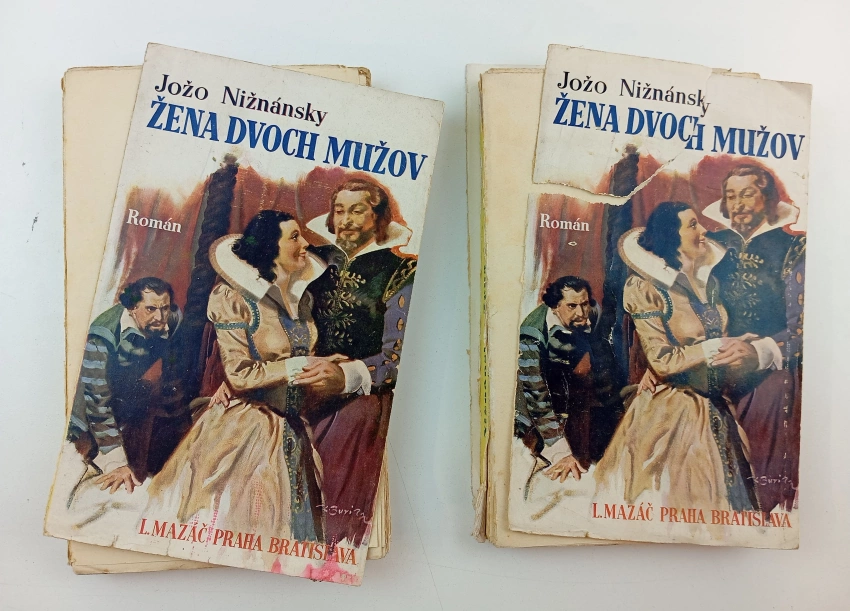 Jožo Nižnánsky
ŽENA DVOCH MUŽOV
Román
L. MAZÁČ PRAHA BRATISLAVA
Jožo Nižnánsky
ŽENA DVOCH MUŽOV
Román
L. MAZÁČ PRAHA BRATISLAVA